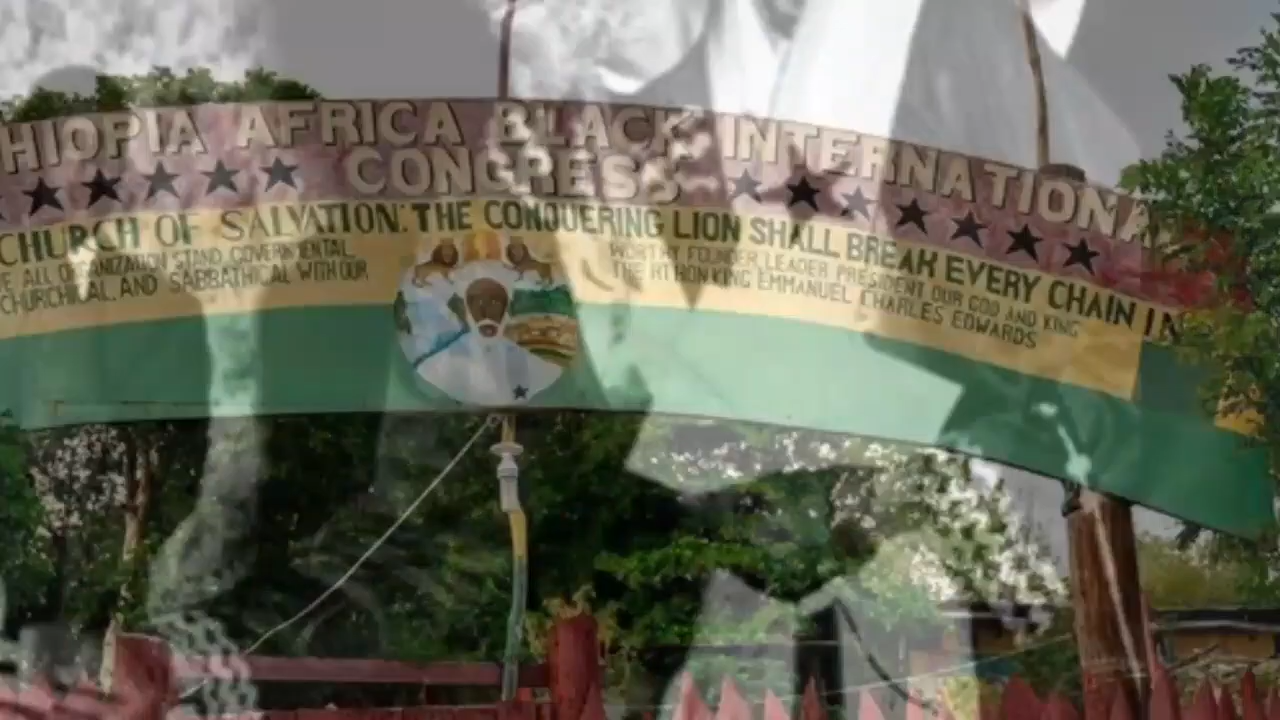 HIOPIA AFRICA BLACK INTERNATIONA
CONGRESS
CHURCH OF SALVATION: THE CONQUERING LION SHALL BREAK EVERY CHAIN IN
E ALL ORGANIZATION STAND GOVERNMENTAL,
CHURCHICAL, AND SABBATHICAL WITH OUR
WORTHY FOUNDER, LEADER PRESIDENT OUR GOD AND KING
THE RT HON KING EMMANUEL CHARLES EDWARDS